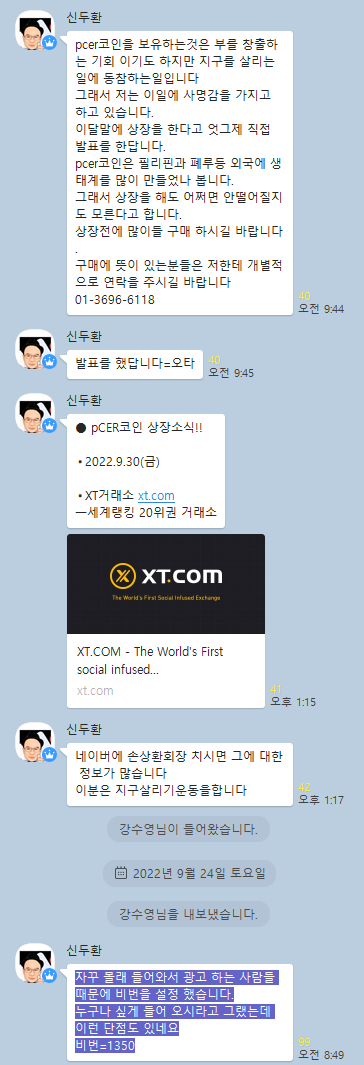 신두환
pcer코인을 보유하는것은 부를 창출하
는 기회 이기도 하지만 지구를 살리는
일에 동참하는일입니다
그래서 저는 이일에 사명감을 가지고
하고 있습니다.
이달말에 상장을 한다고 엇그제 직접
발표를 한답니다.
pcer코인은 필리핀과 폐루등 외국에 생
태계를 많이 만들었나 봅니다.
그래서 상장을 해도 어쩌면 안떨어질지
도 모른다고 합니다.
상장전에 많이들 구매 하시길 바랍니다
.
구매에 뜻이 있는분들은 저한테 개별적
으로 연락을 주시길 바랍니다
01-3696-6118
40
오전 9:44
신두환
발표를 했답니다=오타
40
오전 9:45
신두환
● pCER코인 상장소식!!
•2022.9.30(금)
•XT거래소 xt.com
ㅡ세계랭킹 20위권 거래소
XT.COM
The World's First Social Infused Exchange
XT.COM - The World's First
social infused...
xt.com
41
오후 1:15
신두환
네이버에 손상환회장 치시면 그에 대한
정보가 많습니다
이분은 지구살리기운동을합니다
42
오후 1:17
강수영님이 들어왔습니다.
2022년 9월 24일 토요일
강수영님을 내보냈습니다.
신두환
자꾸 몰래 들어와서 광고 하는 사람들
때문에 비번을 설정 했습니다.
누구나 싶게 들어 오시라고 그랬는데
이런 단점도 있네요
비번=1350
99
오전 8:49